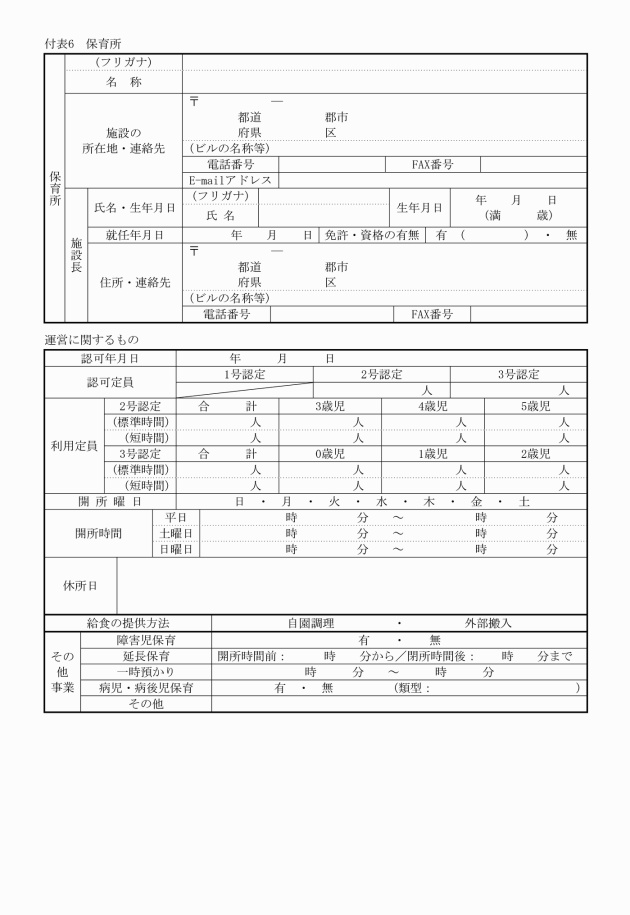 付表6　保育所
(フリガナ)
名　称
保育所
施設の
所在地・連絡先
〒　　　　―
都道　　　　　郡市
府県　　　　　区
(ビルの名称等)
電話番号　　　FAX番号
E-mailアドレス
施設長
氏名・生年月日
(フリガナ)
氏 名
生年月日
年　　月　　日
(満　　　歳)
就任年月日　　年　　月　　日　免許・資格の有無　有　(　　　　　)　・　無
住所・連絡先
〒　　　　―
都道　　　　　郡市
府県　　　　　区
(ビルの名称等)
電話番号　　　FAX番号
運営に関するもの
認可年月日　　年　　　月　　　日
認可定員
1号認定　　2号認定　　3号認定
人　　人
利用定員
2号認定　　合　　計　　3歳児　　4歳児　　5歳児
(標準時間)　　人　　人　　人　　人
(短時間)　　人　　人　　人　　人
3号認定　　合　　計　　0歳児　　1歳児　　2歳児
(標準時間)　　人　　人　　人　　人
(短時間)　　人　　人　　人　　人
開 所 曜 日　　日　・　月　・　火　・　水　・　木　・　金　・　土
開所時間
平日　　時　　分　～　　時　　分
土曜日　　時　　分　～　　時　　分
日曜日　　時　　分　～　　時　　分
休所日
給食の提供方法　　自園調理　　・　　外部搬入
その他事業
障害児保育　　有　・　無
延長保育　　開所時間前：　　時　　分から／閉所時間後：　　時　　分まで
一時預かり　　時　　分　～　　時　　分
病児・病後児保育　　有　・　無　　(類型：　　　　　　　　)
その他